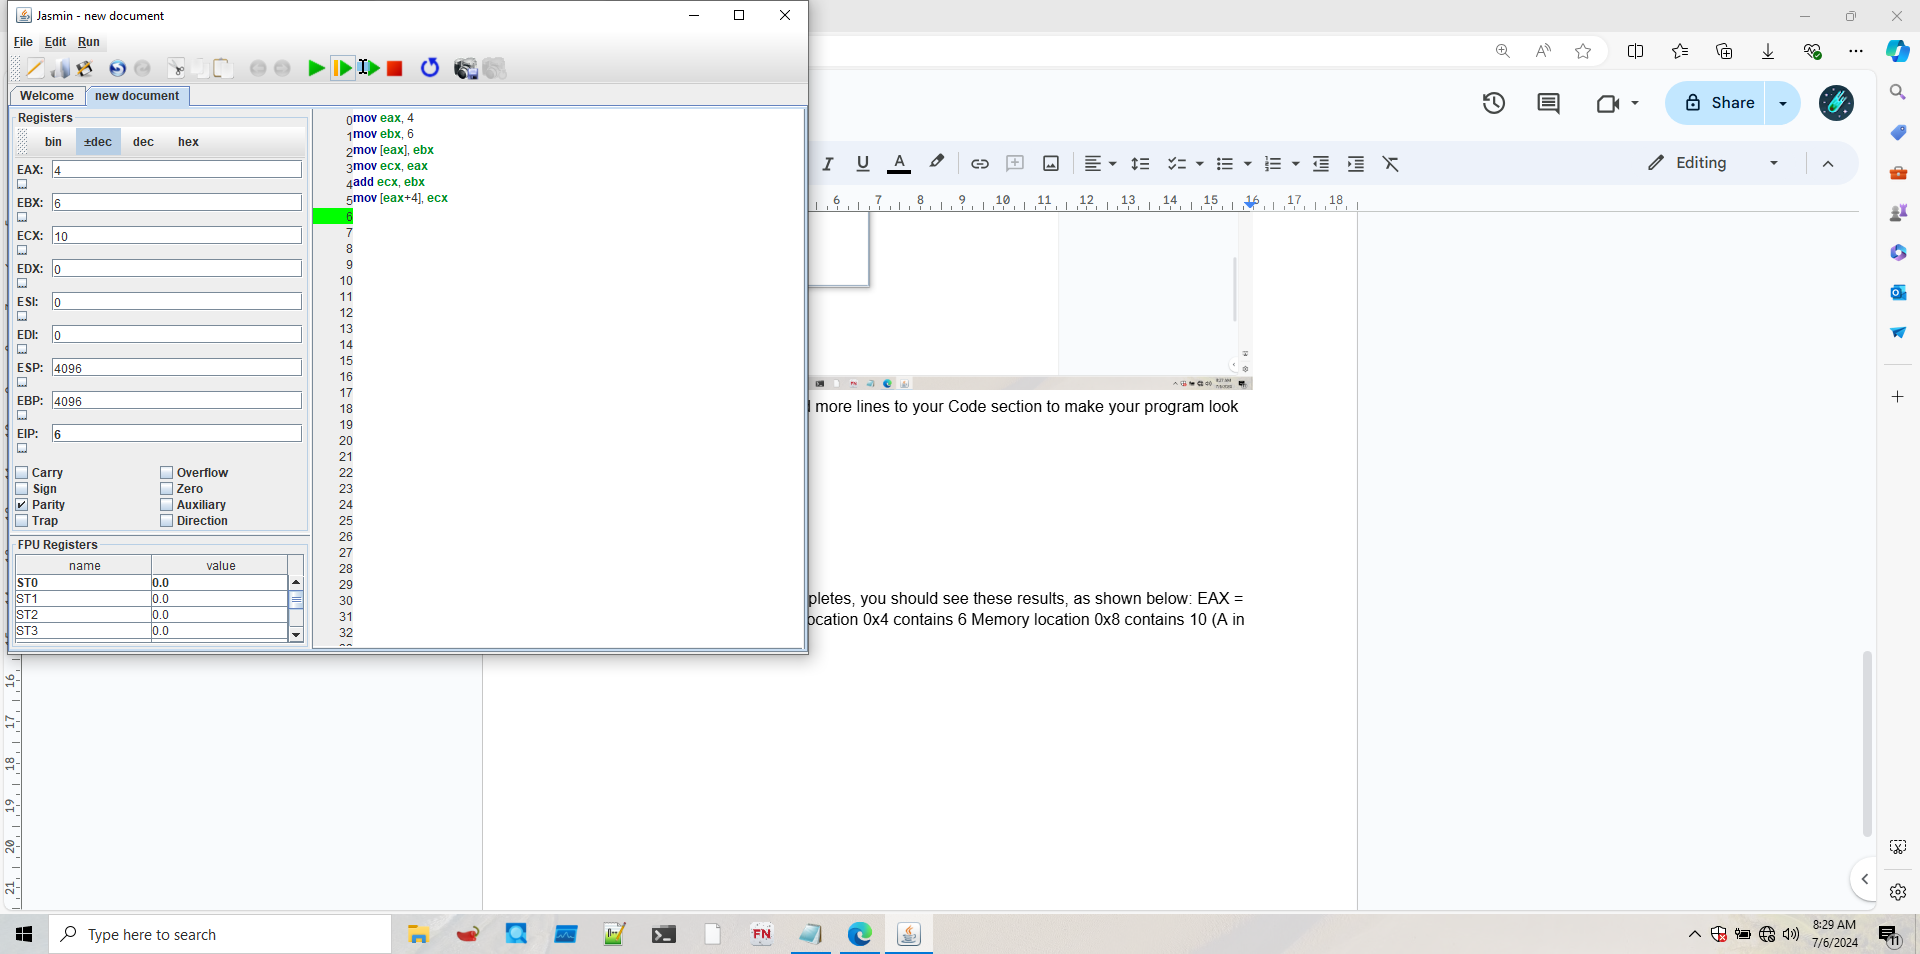 Jasmin - new document
File Edit Run
Welcome new document
Registers
bin ±dec dec hex
EAX: 4
...
EBX: 6
...
ECX: 10
...
EDX: 0
...
ESI: 0
...
EDI: 0
...
ESP: 4096
...
EBP: 4096
...
EIP: 6
...
Carry Overflow
Sign Zero
Parity Auxiliary
Trap Direction
FPU Registers
name value
ST0 0.0
ST1 0.0
ST2 0.0
ST3 0.0
0 mov eax, 4
1 mov ebx, 6
2 mov [eax], ebx
3 mov ecx, eax
4 add ecx, ebx
5 mov [eax+4], ecx
6
7
8
9
10
11
12
13
14
15
16
17
18
19
20
21
22
23
24
25
26
27
28
29
30
31
32
Share
Editing
6 7 8 9 10 11 12 13 14 15 16 17 18
more lines to your Code section to make your program look
pletes, you should see these results, as shown below: EAX =
ocation 0x4 contains 6 Memory location 0x8 contains 10 (A in
16
17
18
19
20
21
Type here to search
FN
8:29 AM
7/6/2024
11